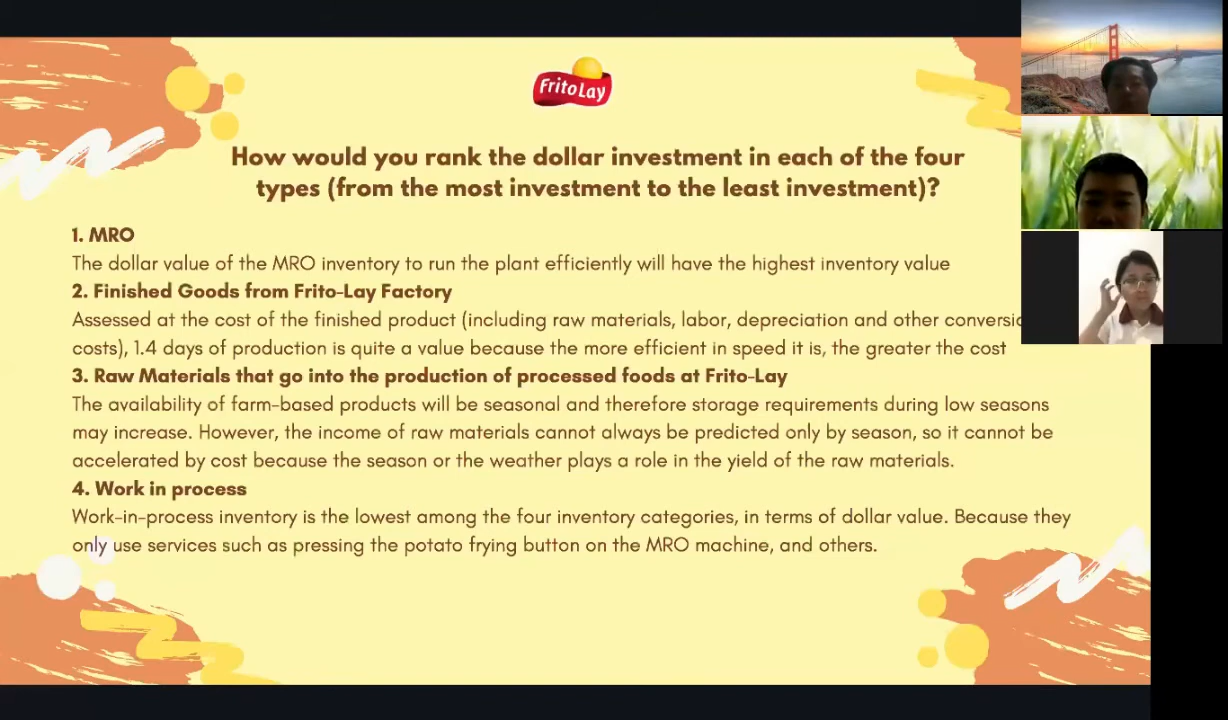 FritoLay
How would you rank the dollar investment in each of the four
types (from the most investment to the least investment)?
1. MRO
The dollar value of the MRO inventory to run the plant efficiently will have the highest inventory value
2. Finished Goods from Frito-Lay Factory
Assessed at the cost of the finished product (including raw materials, labor, depreciation and other
costs), 1.4 days of production is quite a value because the more efficient in speed it is, the greater the cost
3. Raw Materials that go into the production of processed foods at Frito-Lay
The availability of farm-based products will be seasonal and therefore storage requirements during low seasons
may increase. However, the income of raw materials cannot always be predicted only by season, so it cannot be
accelerated by cost because the season or the weather plays a role in the yield of the raw materials.
4. Work in process
Work-in-process inventory is the lowest among the four inventory categories, in terms of dollar value. Because they
only use services such as pressing the potato frying button on the MRO machine, and others.